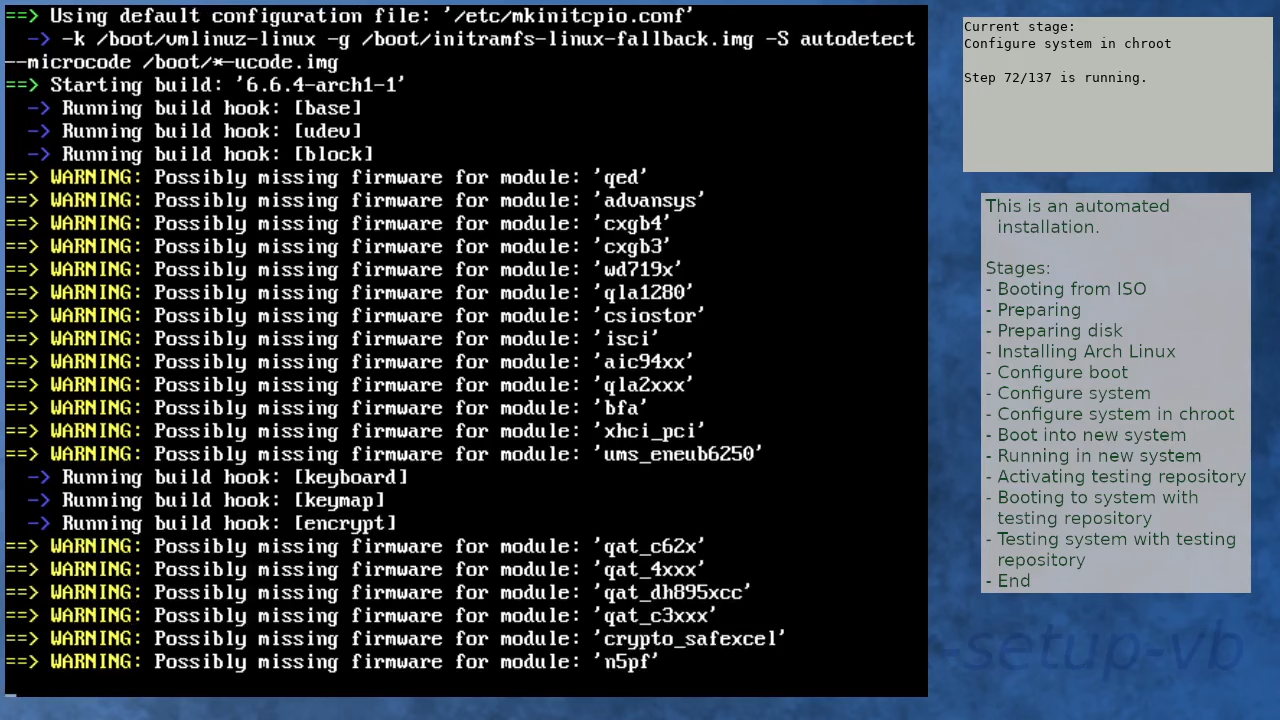 ==> Using default configuration file: '/etc/mkinitcpio.conf'
  -> -k /boot/vmlinuz-linux -g /boot/initramfs-linux-fallback.img -S autodetect
--microcode /boot/*-ucode.img
==> Starting build: '6.6.4-arch1-1'
  -> Running build hook: [base]
  -> Running build hook: [udev]
  -> Running build hook: [block]
==> WARNING: Possibly missing firmware for module: 'qed'
==> WARNING: Possibly missing firmware for module: 'advansys'
==> WARNING: Possibly missing firmware for module: 'cxgb4'
==> WARNING: Possibly missing firmware for module: 'cxgb3'
==> WARNING: Possibly missing firmware for module: 'wd719x'
==> WARNING: Possibly missing firmware for module: 'qla1280'
==> WARNING: Possibly missing firmware for module: 'csiostor'
==> WARNING: Possibly missing firmware for module: 'isci'
==> WARNING: Possibly missing firmware for module: 'aic94xx'
==> WARNING: Possibly missing firmware for module: 'qla2xxx'
==> WARNING: Possibly missing firmware for module: 'bfa'
==> WARNING: Possibly missing firmware for module: 'xhci_pci'
==> WARNING: Possibly missing firmware for module: 'ums_eneub6250'
  -> Running build hook: [keyboard]
  -> Running build hook: [keymap]
  -> Running build hook: [encrypt]
==> WARNING: Possibly missing firmware for module: 'qat_c62x'
==> WARNING: Possibly missing firmware for module: 'qat_4xxx'
==> WARNING: Possibly missing firmware for module: 'qat_dh895xcc'
==> WARNING: Possibly missing firmware for module: 'qat_c3xxx'
==> WARNING: Possibly missing firmware for module: 'crypto_safexcel'
==> WARNING: Possibly missing firmware for module: 'n5pf'
Current stage:
Configure system in chroot
Step 72/137 is running.
This is an automated
installation.
Stages:
- Booting from ISO
- Preparing
- Preparing disk
- Installing Arch Linux
- Configure boot
- Configure system
- Configure system in chroot
- Boot into new system
- Running in new system
- Activating testing repository
- Booting to system with
testing repository
- Testing system with testing
repository
- End
-setup-vb